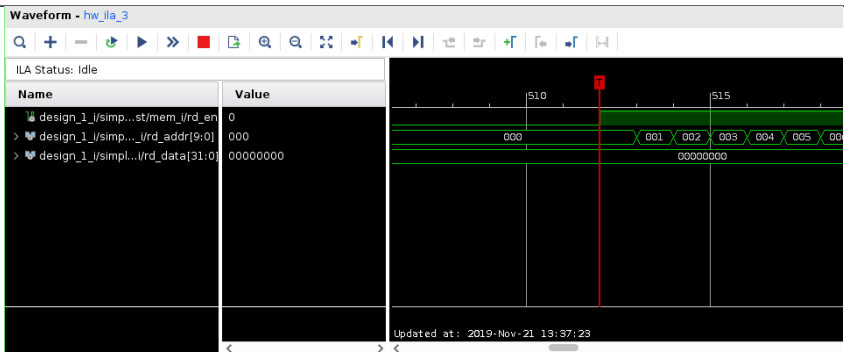 Waveform - hw_ila_3
ILA Status: Idle
Name Value
510 515
T
design_1_i/simp...st/mem_i/rd_en 0
design_1_i/simp..._i/rd_addr[9:0] 000 000 001 002 003 004 005 00
design_1_i/simpl...i/rd_data[31:0] 00000000 00000000
Updated at: 2019-Nov-21 13:37:23